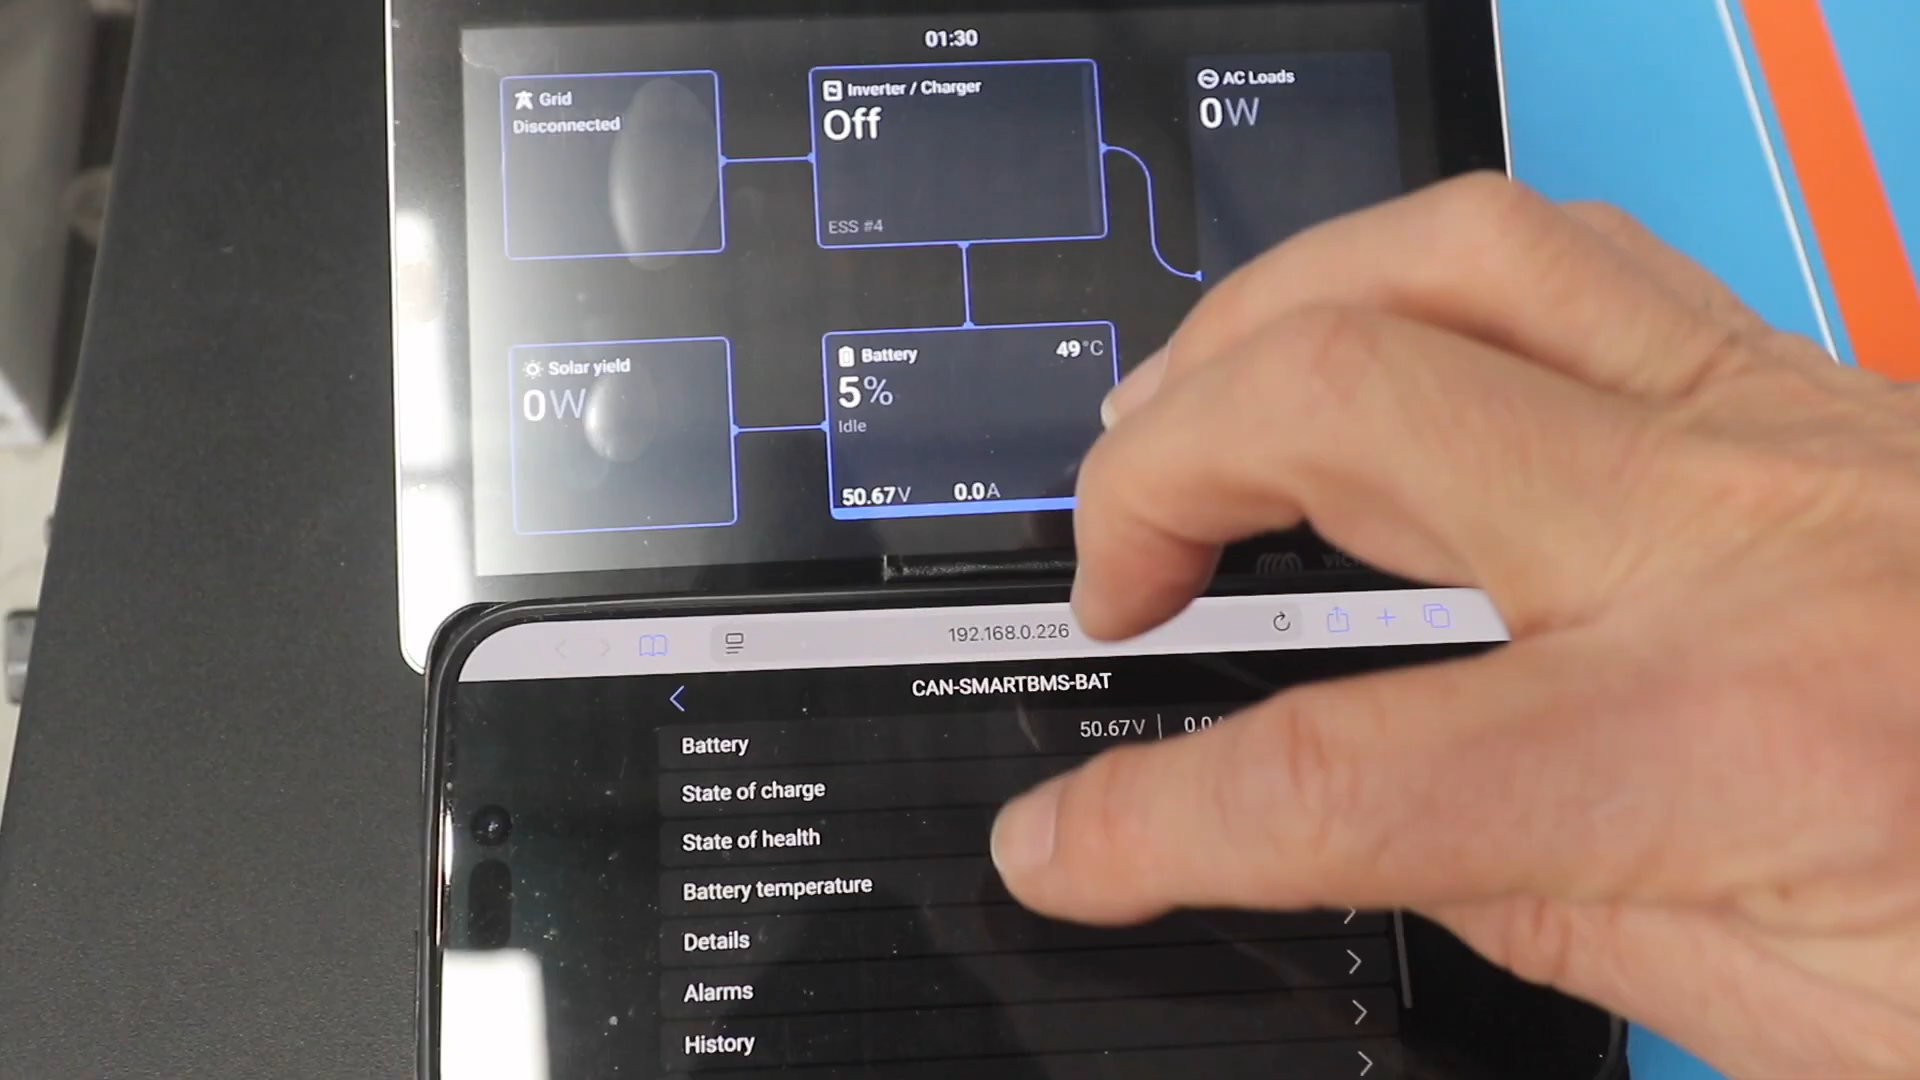 01:30
Grid
Disconnected
Inverter / Charger
Off
ESS #4
AC Loads
0W
Solar yield
0W
Battery
49°C
5%
Idle
50.67V
0.0A
192.168.0.226
CAN-SMARTBMS-BAT
Battery
50.67V
0.0A
State of charge
State of health
Battery temperature
Details
Alarms
History